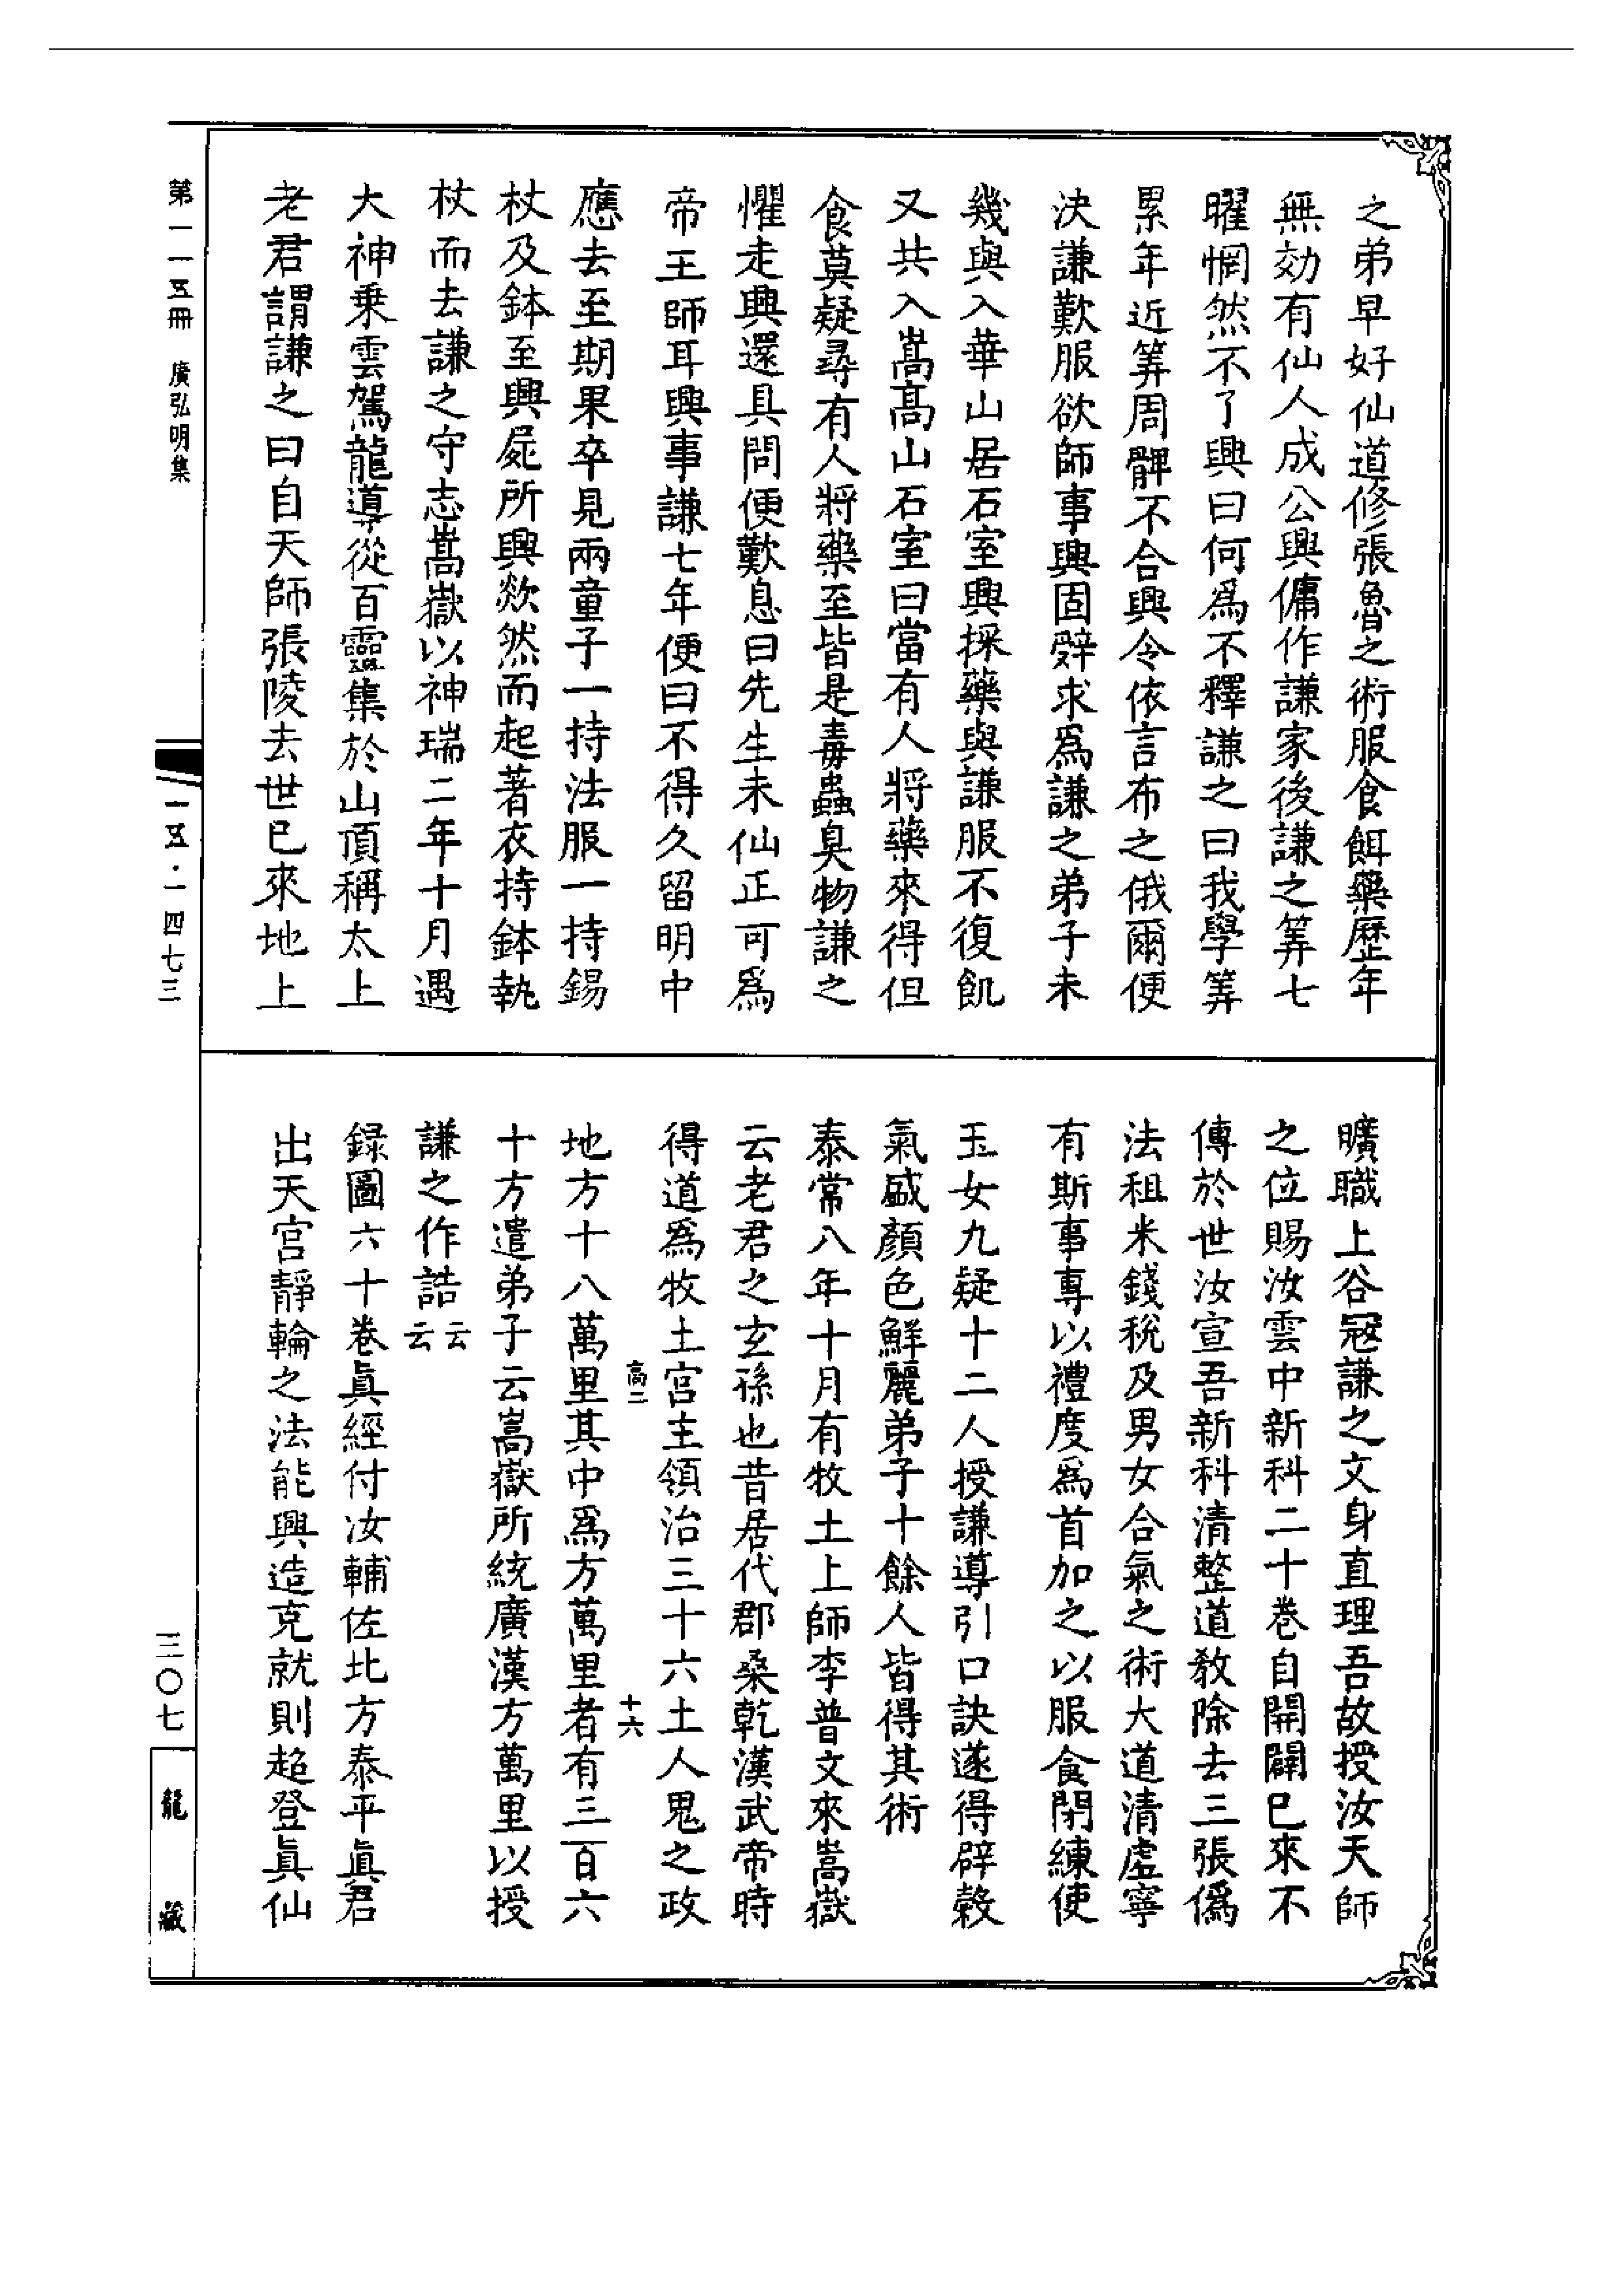 之弟早好仙道修張魯之術服食餌藥歷年
無効有仙人成公興傭作謙家後謙之筭七
曜惘然不了興曰何爲不釋謙之曰我學筭
累年近筭周髀不合興令依言布之俄爾便
決謙歎服欲師事興固辤求爲謙之弟子未
幾與入華山居石室興採藥與謙服不復飢
又共入嵩高山石室曰當有人將藥來得但
食莫疑尋有人將藥至皆是毒蟲臭物謙之
懼走興還具問便歎息曰先生未仙正可爲
帝王師耳興事謙七年便曰不得久留明中
應去至期果卒見兩童子一持法服一持錫
杖及鉢至興屍所興欻然而起著衣持鉢執
杖而去謙之守志嵩嶽以神瑞二年十月遇
大神乗雲駕龍導從百靈集於山頂稱太上
老君謂謙之曰自天師張陵去世已來地上
曠職上谷寇謙之文身直理吾故授汝天師
之位賜汝雲中新科二十巻自開闢已來不
傳於世汝宣吾新科清整道教除去三張僞
法租米錢税及男女合氣之術大道清虛寧
有斯事專以禮度爲首加之以服食閉練使
玉女九疑十二人授謙導引口訣遂得辟穀
氣盛顏色鮮麗弟子十餘人皆得其術
泰常八年十月有牧土上師李普文來嵩嶽
云老君之玄孫也昔居代郡桑乾漢武帝時
得道爲牧土宮主領治三十六土人鬼之政
高二
十六
地方十八萬里其中爲方萬里者有三百六
十方遣弟子云嵩嶽所統廣漢方萬里以授
謙之作誥云云
録圖六十巻真經付汝輔佐北方泰平真君
出天宮靜輪之法能興造克就則超登真仙
第一一五冊 廣弘明集
一一五·一四七三
三〇七
龍藏